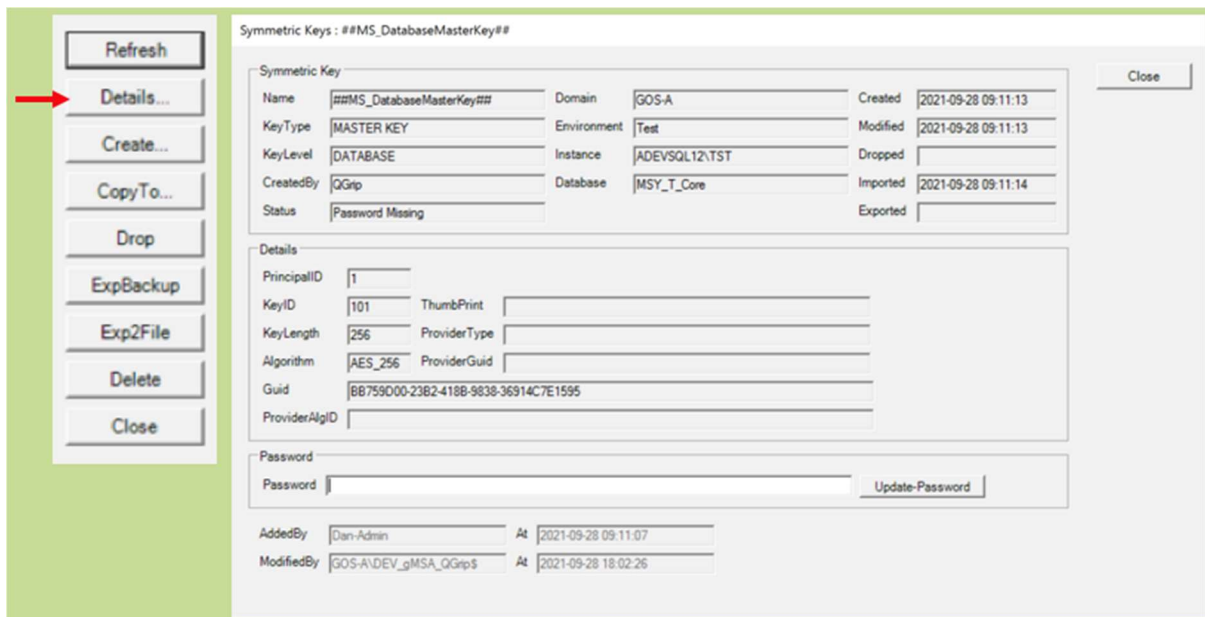 Refresh
Details...
Create...
CopyTo...
Drop
ExpBackup
Exp2File
Delete
Close
Symmetric Keys : ##MS_DatabaseMasterKey##
Close
Symmetric Key
Name ##MS_DatabaseMasterKey## Domain GOS-A Created 2021-09-28 09:11:13
KeyType MASTER KEY Environment Test Modified 2021-09-28 09:11:13
KeyLevel DATABASE Instance ADEVSQL12\TST Dropped
CreatedBy QGrip Database MSY_T_Core Imported 2021-09-28 09:11:14
Status Password Missing Exported
Details
PrincipalID 1
KeyID 101 ThumbPrint
KeyLength 256 ProviderType
Algorithm AES_256 ProviderGuid
Guid BB759D00-23B2-418B-9838-36914C7E1595
ProviderAlgID
Password
Password Update-Password
AddedBy Dan-Admin At 2021-09-28 09:11:07
ModifiedBy GOS-A\DEV_gMSA_QGrip$ At 2021-09-28 18:02:26